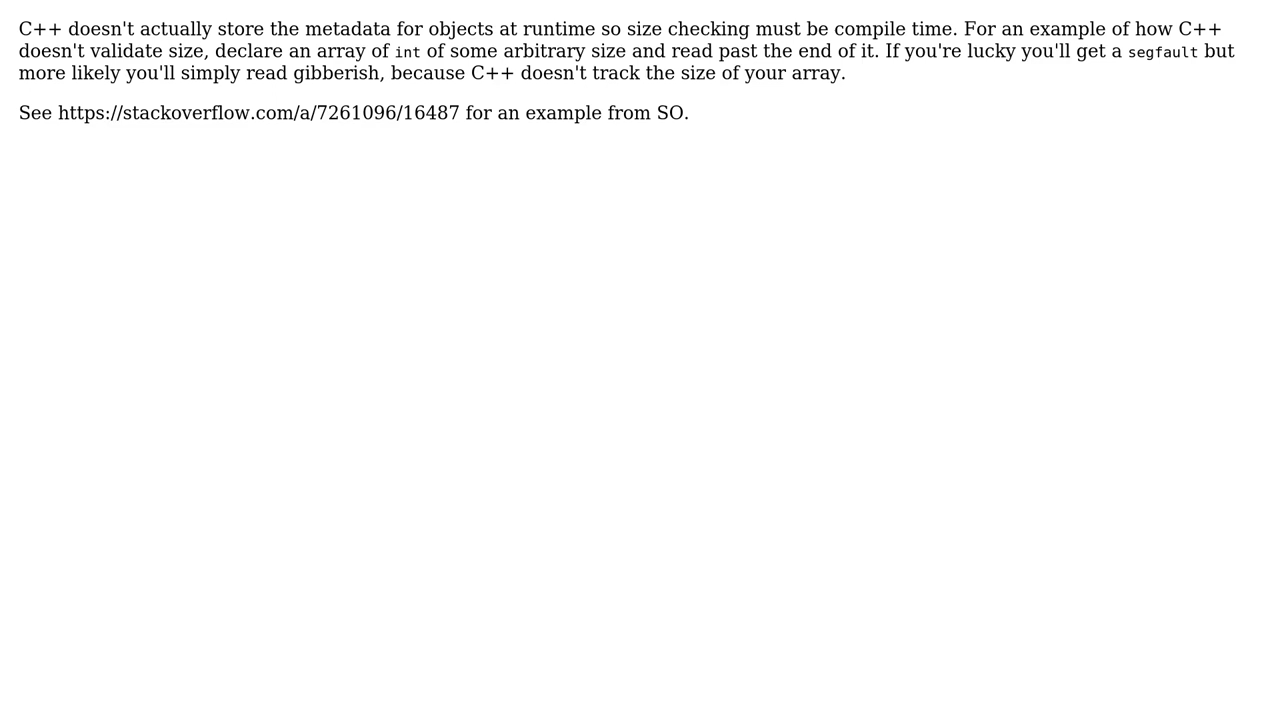 C++ doesn't actually store the metadata for objects at runtime so size checking must be compile time. For an example of how C++
doesn't validate size, declare an array of int of some arbitrary size and read past the end of it. If you're lucky you'll get a segfault but
more likely you'll simply read gibberish, because C++ doesn't track the size of your array.
See https://stackoverflow.com/a/7261096/16487 for an example from SO.